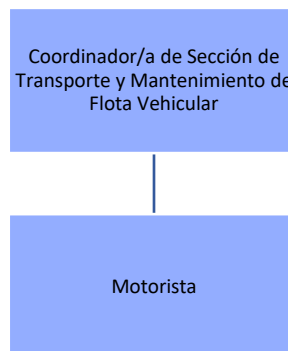 Coordinador/a de Sección de
Transporte y Mantenimiento de
Flota Vehicular
Motorista